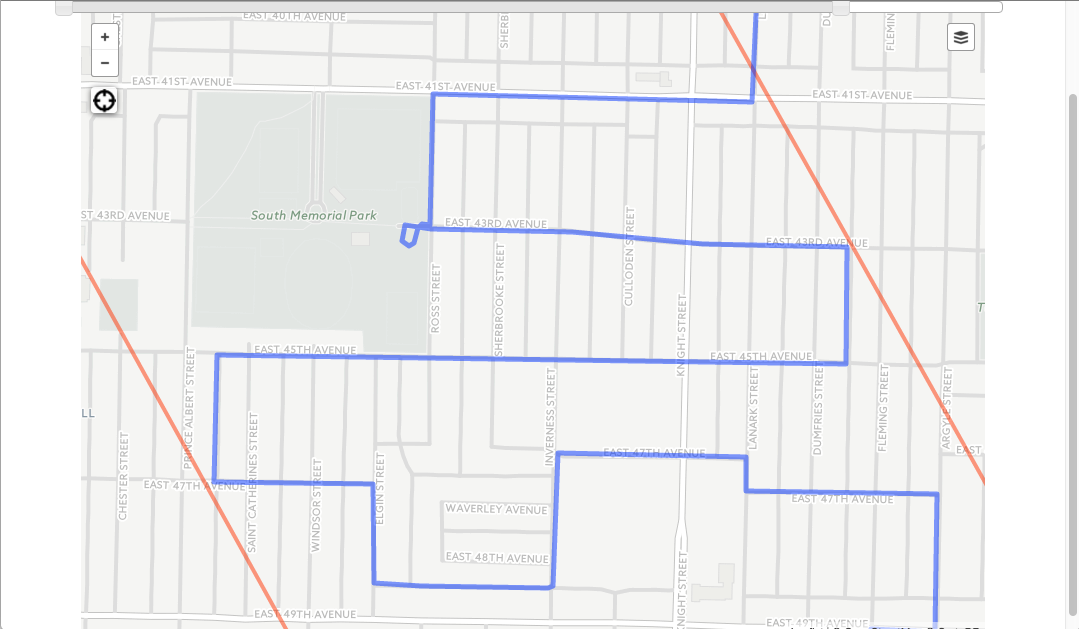 EAST 40TH AVENUE
+
−
EAST 41ST AVENUE
EAST 41ST AVENUE
EAST 41ST AVENUE
FLEMIN
ST 43RD AVENUE
South Memorial Park
EAST 43RD AVENUE
EAST 43RD AVENUE
CULLODEN STREET
ROSS STREET
SHERBROOKE STREET
KNIGHT STREET
EAST 45TH AVENUE
EAST 45TH AVENUE
PRINCE ALBERT STREET
INVERNESS STREET
LANARK STREET
DUMFRIES STREET
FLEMING STREET
ARGYLE STREET
LL
CHESTER STREET
SAINT CATHERINES STREET
WINDSOR STREET
ELGIN STREET
EAST 47TH AVENUE
EAST
EAST 47TH AVENUE
EAST 47TH AVENUE
WAVERLEY AVENUE
EAST 48TH AVENUE
KNIGHT STREET
EAST 49TH AVENUE
EAST 49TH AVENUE